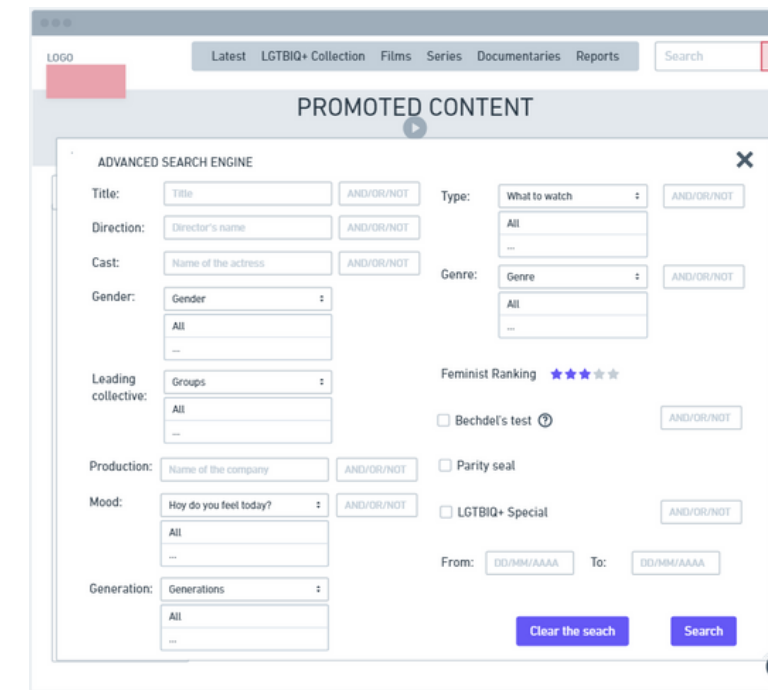 LOGO
Latest LGTBIQ+ Collection Films Series Documentaries Reports
Search
PROMOTED CONTENT
ADVANCED SEARCH ENGINE
Title: Title AND/OR/NOT
Direction: Director's name AND/OR/NOT
Cast: Name of the actress AND/OR/NOT
Gender: Gender
All
...
Leading
collective:
Groups
All
...
Production: Name of the company AND/OR/NOT
Mood: Hoy do you feel today? AND/OR/NOT
All
...
Generation: Generations
All
...
Type: What to watch AND/OR/NOT
All
...
Genre: Genre AND/OR/NOT
All
...
Feminist Ranking
Bechdel's test ? AND/OR/NOT
Parity seal
LGTBIQ+ Special AND/OR/NOT
From: DD/MM/AAAA To: DD/MM/AAAA
Clear the seach Search